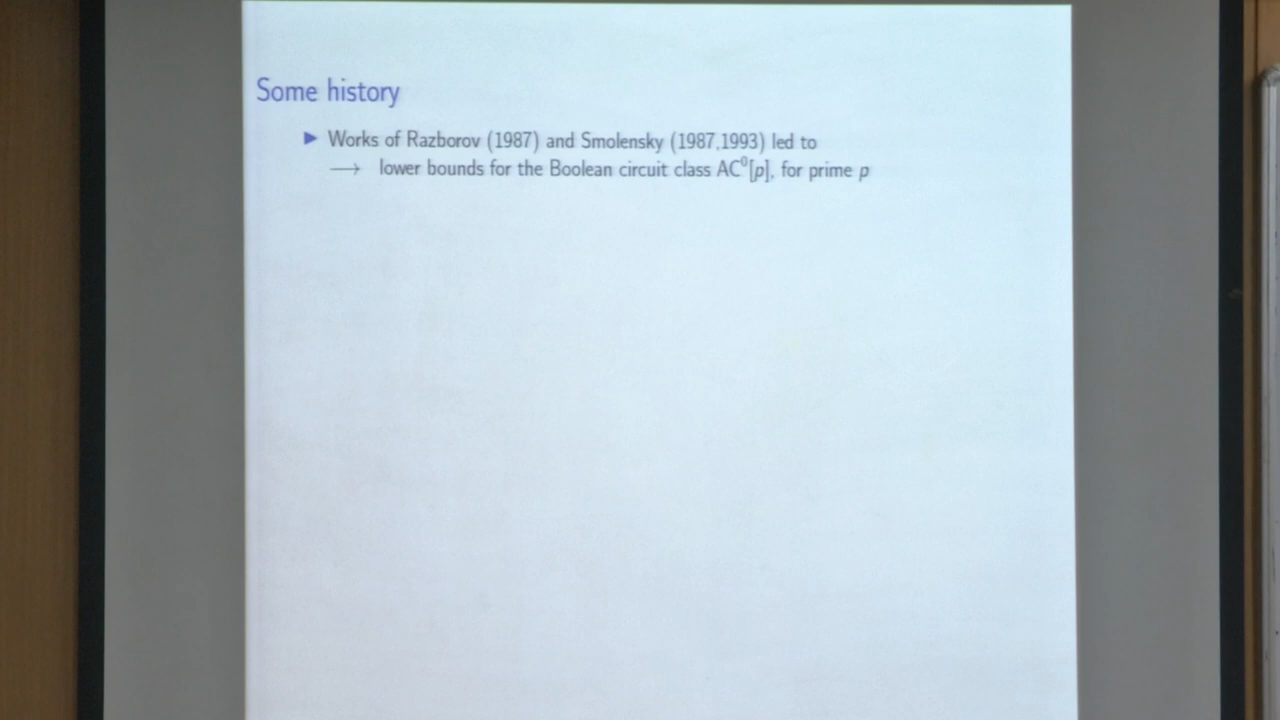 Some history
▶ Works of Razborov (1987) and Smolensky (1987,1993) led to
⟶ lower bounds for the Boolean circuit class AC⁰[p], for prime p